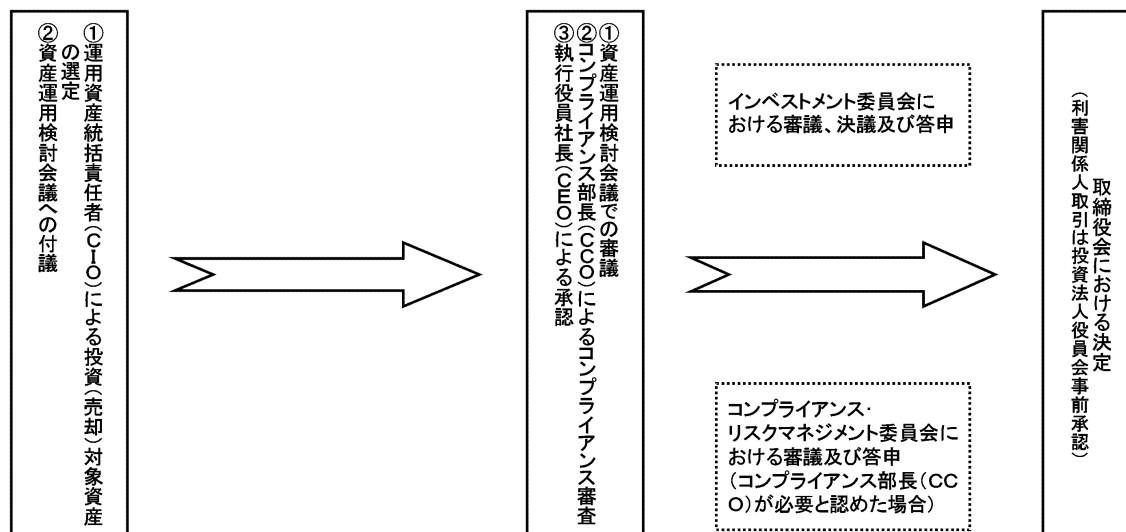 ①運用資産統括責任者(CIO)による投資(売却)対象資産
の選定
②資産運用検討会議への付議
①資産運用検討会議での審議
②コンプライアンス部長(CCO)によるコンプライアンス審査
③執行役員社長(CEO)による承認
インベストメント委員会に
おける審議、決議及び答申
コンプライアンス・
リスクマネジメント委員会に
おける審議及び答申
(コンプライアンス部長(CC
O)が必要と認めた場合)
取締役会における決定
(利害関係人取引は投資法人役員会事前承認)